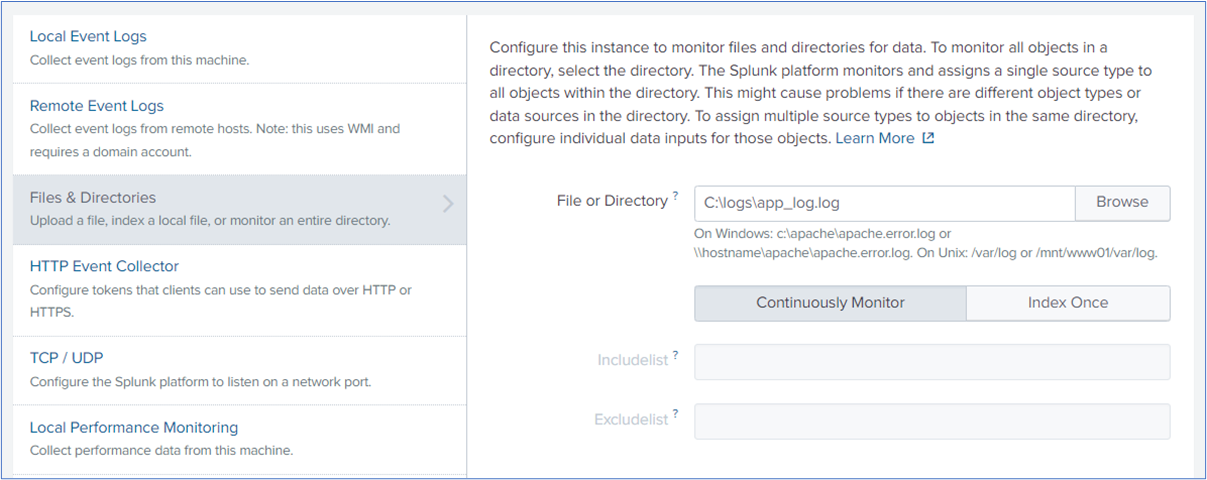 Local Event Logs
Collect event logs from this machine.
Remote Event Logs
Collect event logs from remote hosts. Note: this uses WMI and
requires a domain account.
Files & Directories
Upload a file, index a local file, or monitor an entire directory.
HTTP Event Collector
Configure tokens that clients can use to send data over HTTP or
HTTPS.
TCP / UDP
Configure the Splunk platform to listen on a network port.
Local Performance Monitoring
Collect performance data from this machine.
Configure this instance to monitor files and directories for data. To monitor all objects in a
directory, select the directory. The Splunk platform monitors and assigns a single source type to
all objects within the directory. This might cause problems if there are different object types or
data sources in the directory. To assign multiple source types to objects in the same directory,
configure individual data inputs for those objects. Learn More
File or Directory ? C:\logs\app_log.log Browse
On Windows: c:\apache\apache.error.log or
\\hostname\apache\apache.error.log. On Unix: /var/log or /mnt/www01/var/log.
Continuously Monitor Index Once
Includelist ?
Excludelist ?